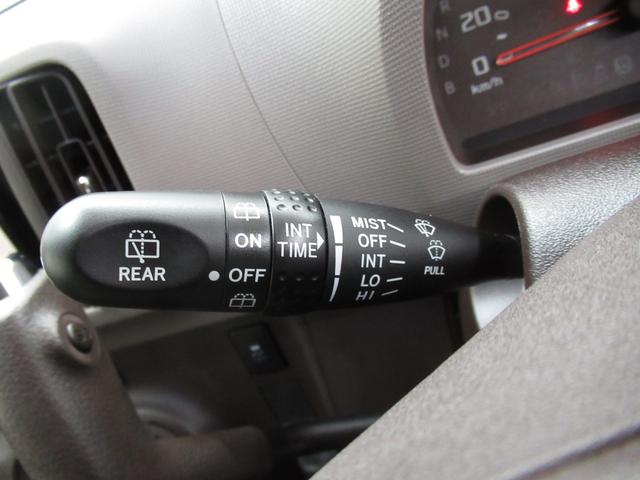 REAR
ON
OFF
INT
TIME
MIST
OFF
INT
LO
HI
PULL
R
N
D
B
20
0
km/h